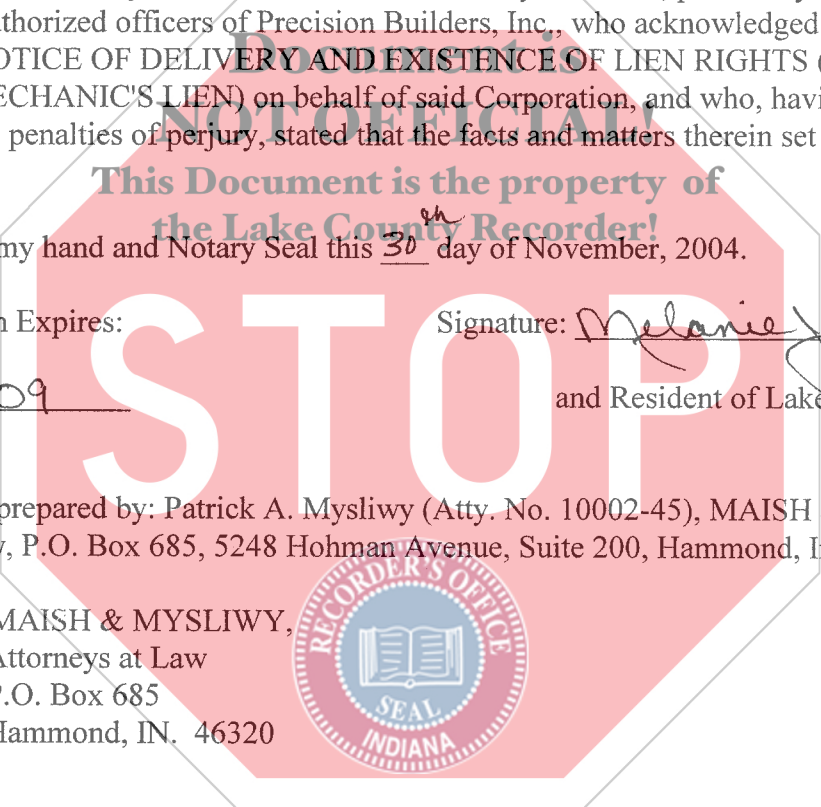 thorized officers of Precision Builders, Inc., who acknowledged
OTICE OF DELIVERY AND EXISTENCE OF LIEN RIGHTS (
ECHANIC'S LIEN) on behalf of said Corporation, and who, havi
penalties of perjury, stated that the facts and matters therein set
Document is
NOT OFFICIAL!
This Document is the property of
the Lake County Recorder!
my hand and Notary Seal this 30th day of November, 2004.
n Expires:
Signature: Melanie
09
and Resident of Lake
STOP
prepared by: Patrick A. Mysliwy (Atty. No. 10002-45), MAISH
, P.O. Box 685, 5248 Hohman Avenue, Suite 200, Hammond, I
MAISH & MYSLIWY,
Attorneys at Law
P.O. Box 685
Hammond, IN. 46320
RECORDER'S OFFICE
SEAL
INDIANA